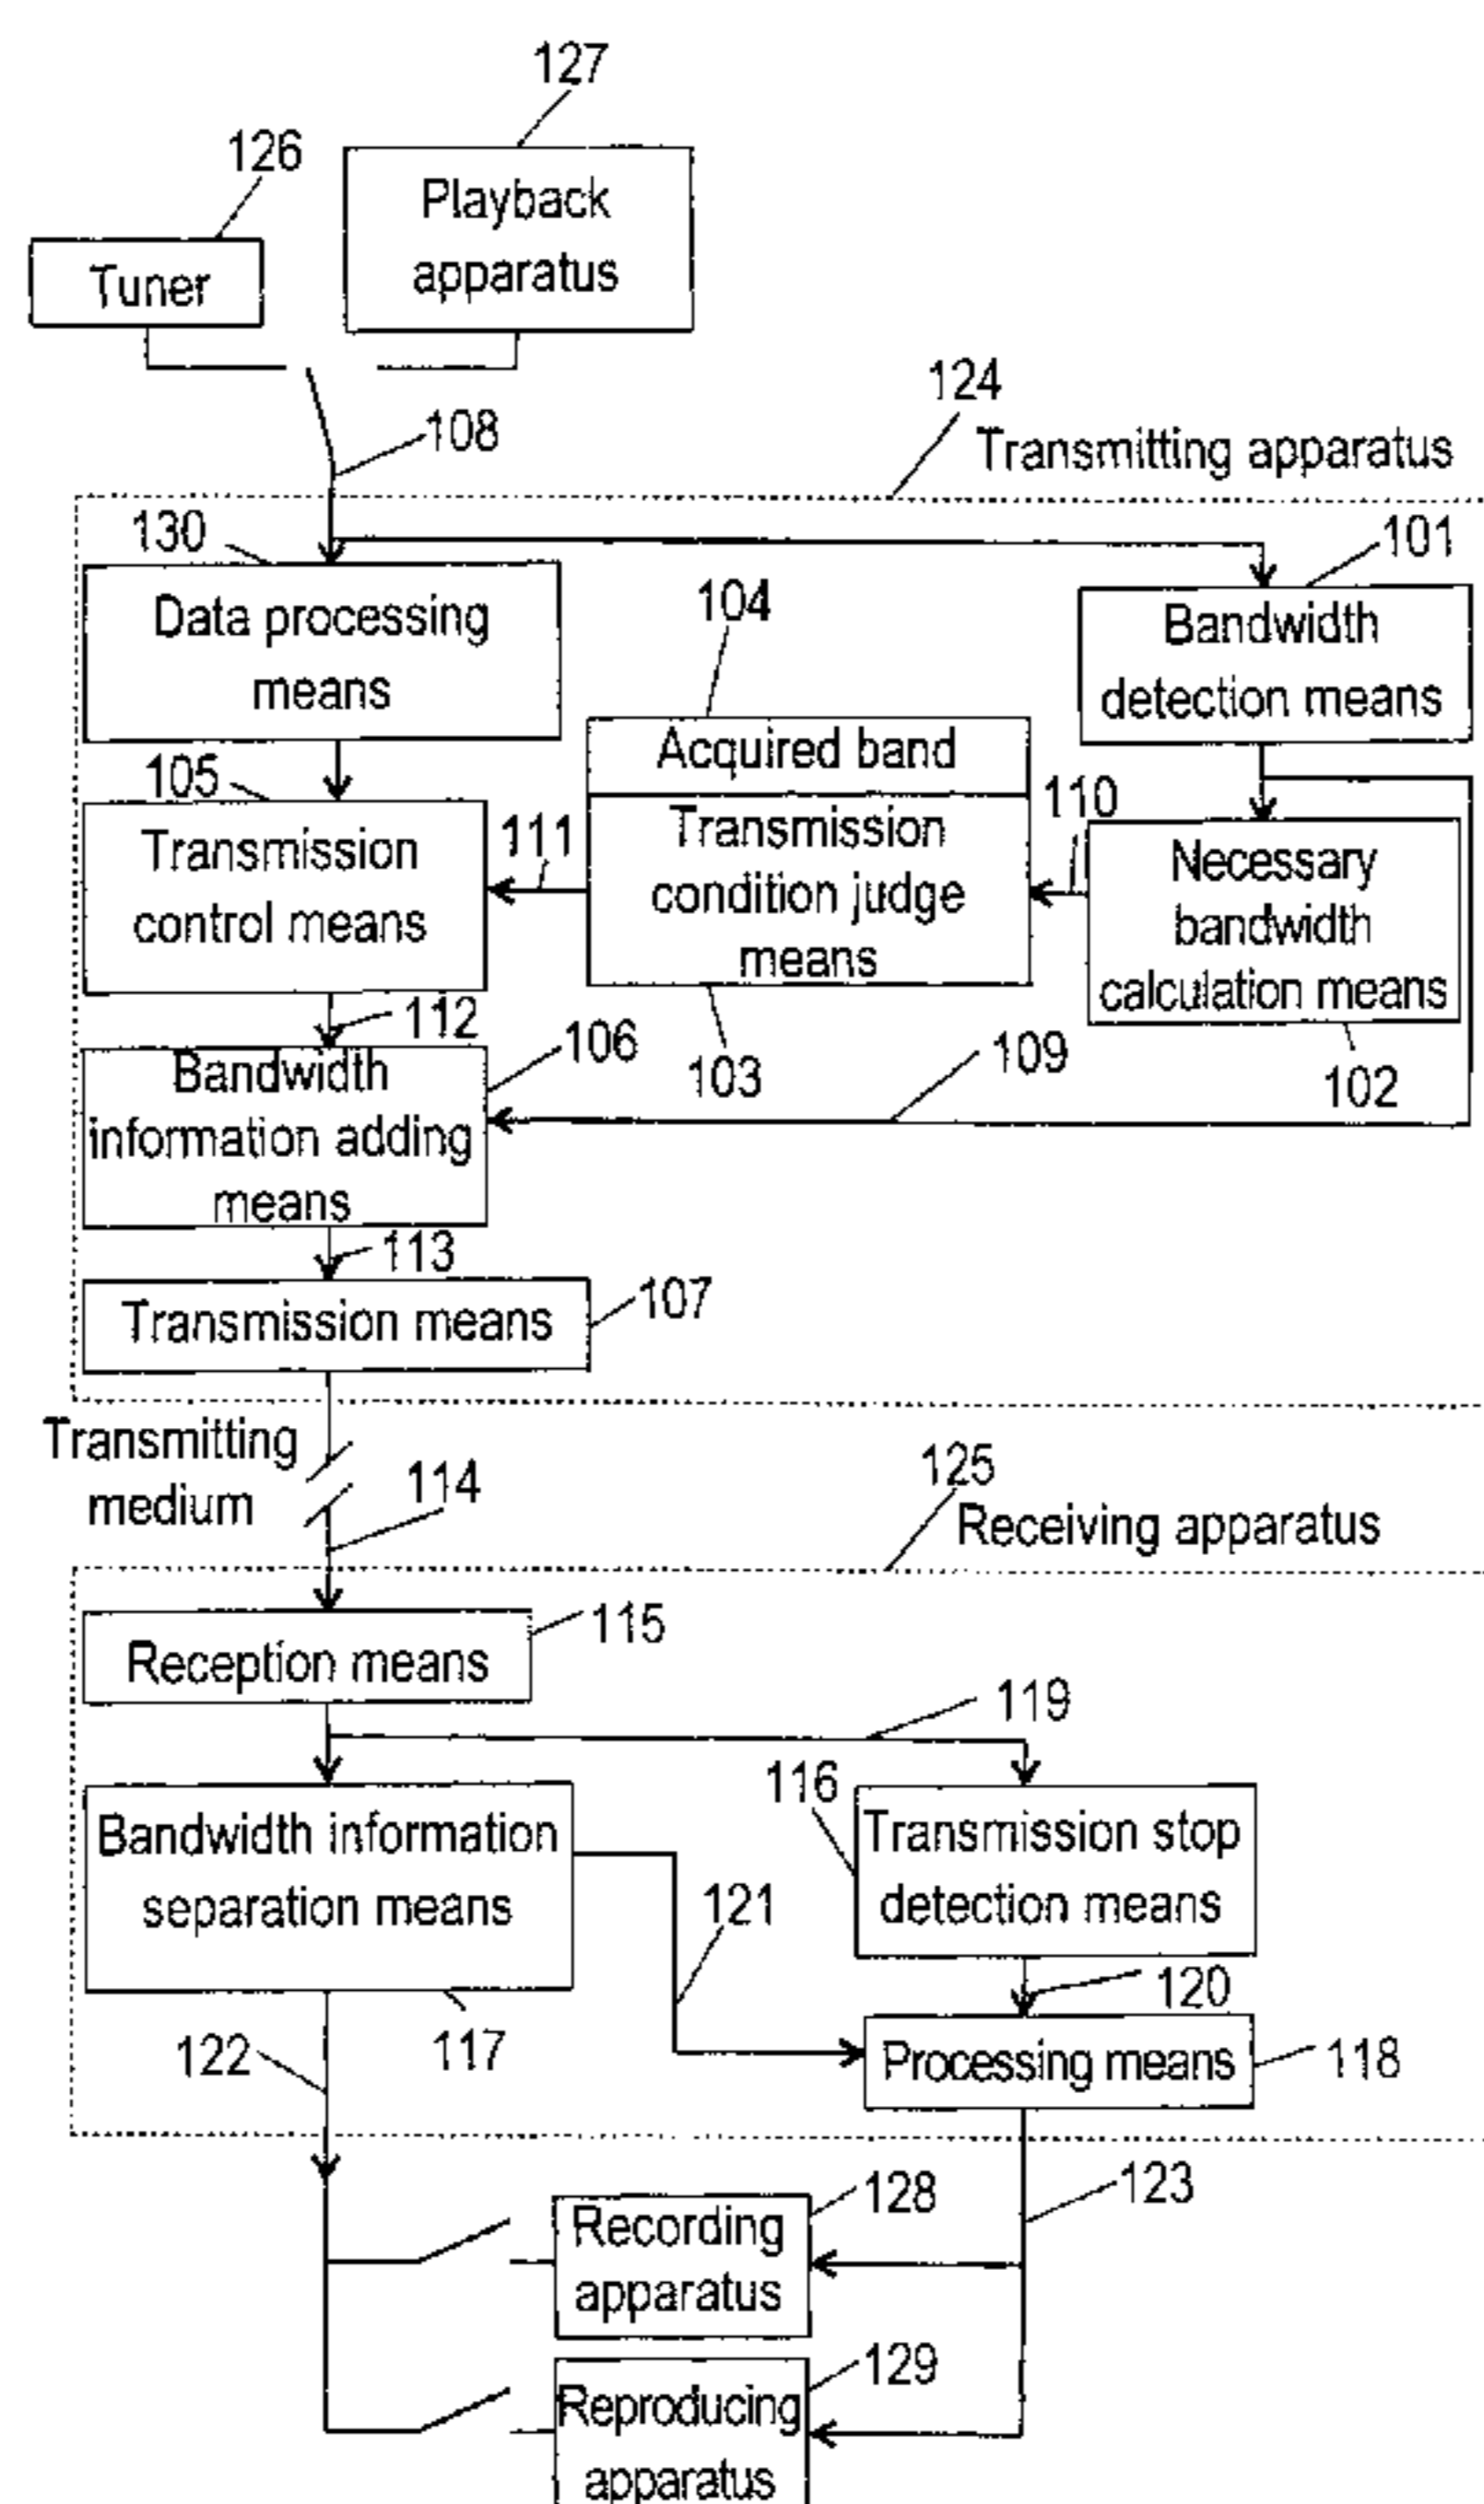 127
126
Playback
apparatus
Tuner
108
124
Transmitting apparatus
130
101
Data processing
means
104
Bandwidth
detection means
Acquired band
105
Transmission
control means
111
Transmission
condition judge
means
110
Necessary
bandwidth
calculation means
112
106
103
109
102
Bandwidth
information adding
means
113
Transmission means
107
Transmitting
medium
114
125
Receiving apparatus
115
Reception means
119
116
Bandwidth information
separation means
Transmission stop
detection means
121
120
122
117
Processing means
118
123
128
Recording
apparatus
129
Reproducing
apparatus